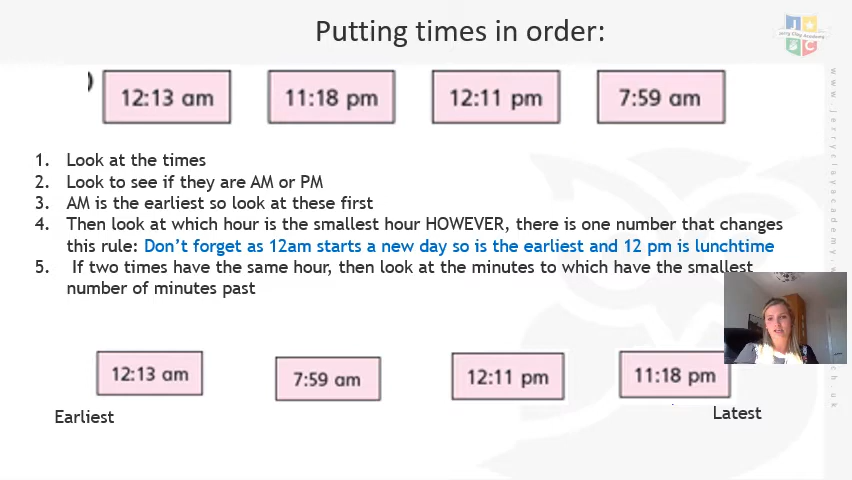 Putting times in order:
J
Jerry Clay Academy
C
)
12:13 am
11:18 pm
12:11 pm
7:59 am
1. Look at the times
2. Look to see if they are AM or PM
3. AM is the earliest so look at these first
4. Then look at which hour is the smallest hour HOWEVER, there is one number that changes
this rule: Don't forget as 12am starts a new day so is the earliest and 12 pm is lunchtime
5. If two times have the same hour, then look at the minutes to which have the smallest
number of minutes past
12:13 am
7:59 am
12:11 pm
11:18 pm
Earliest
Latest